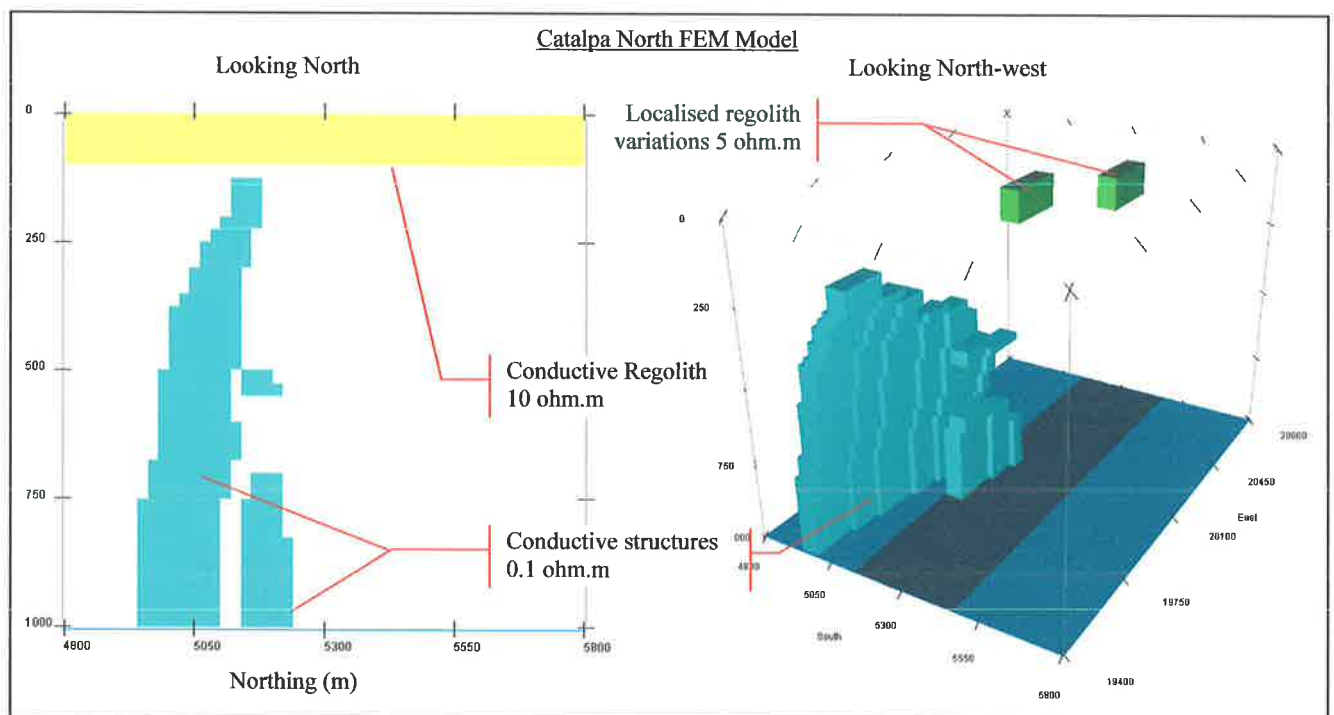 Catalpa North FEM Model
Looking North
0
250
500
750
1000
4800
5050
5300
5550
5800
Northing (m)
Conductive Regolith
10 ohm.m
Conductive structures
0.1 ohm.m
Looking North-west
Localised regolith
variations 5 ohm.m
0
250
750
4800
5050
South
5300
5550
5800
19400
19750
20100
East
20450